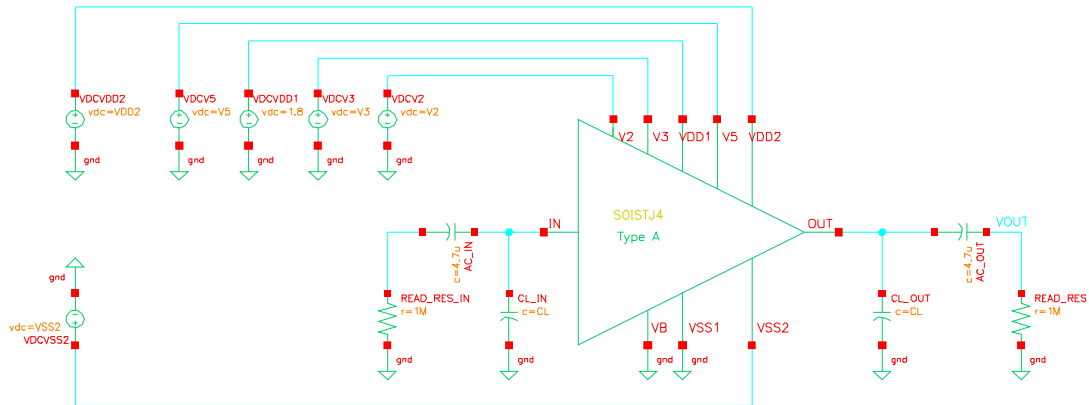 VDCVDD2
vdc=VDD2
gnd
VDCV5
vdc=V5
gnd
VDCVDD1
vdc=1.8
gnd
VDCV3
vdc=V3
gnd
VDCV2
vdc=V2
gnd
V2
V3
VDD1
V5
VDD2
SOISTJ4
Type A
IN
OUT
VOUT
c=4.7u
AC_IN
c=4.7u
AC_OUT
gnd
vdc=VSS2
VDCVSS2
READ_RES_IN
r=1M
gnd
CL_IN
c=CL
gnd
VB
gnd
VSS1
gnd
VSS2
CL_OUT
c=CL
gnd
READ_RES
r=1M
gnd